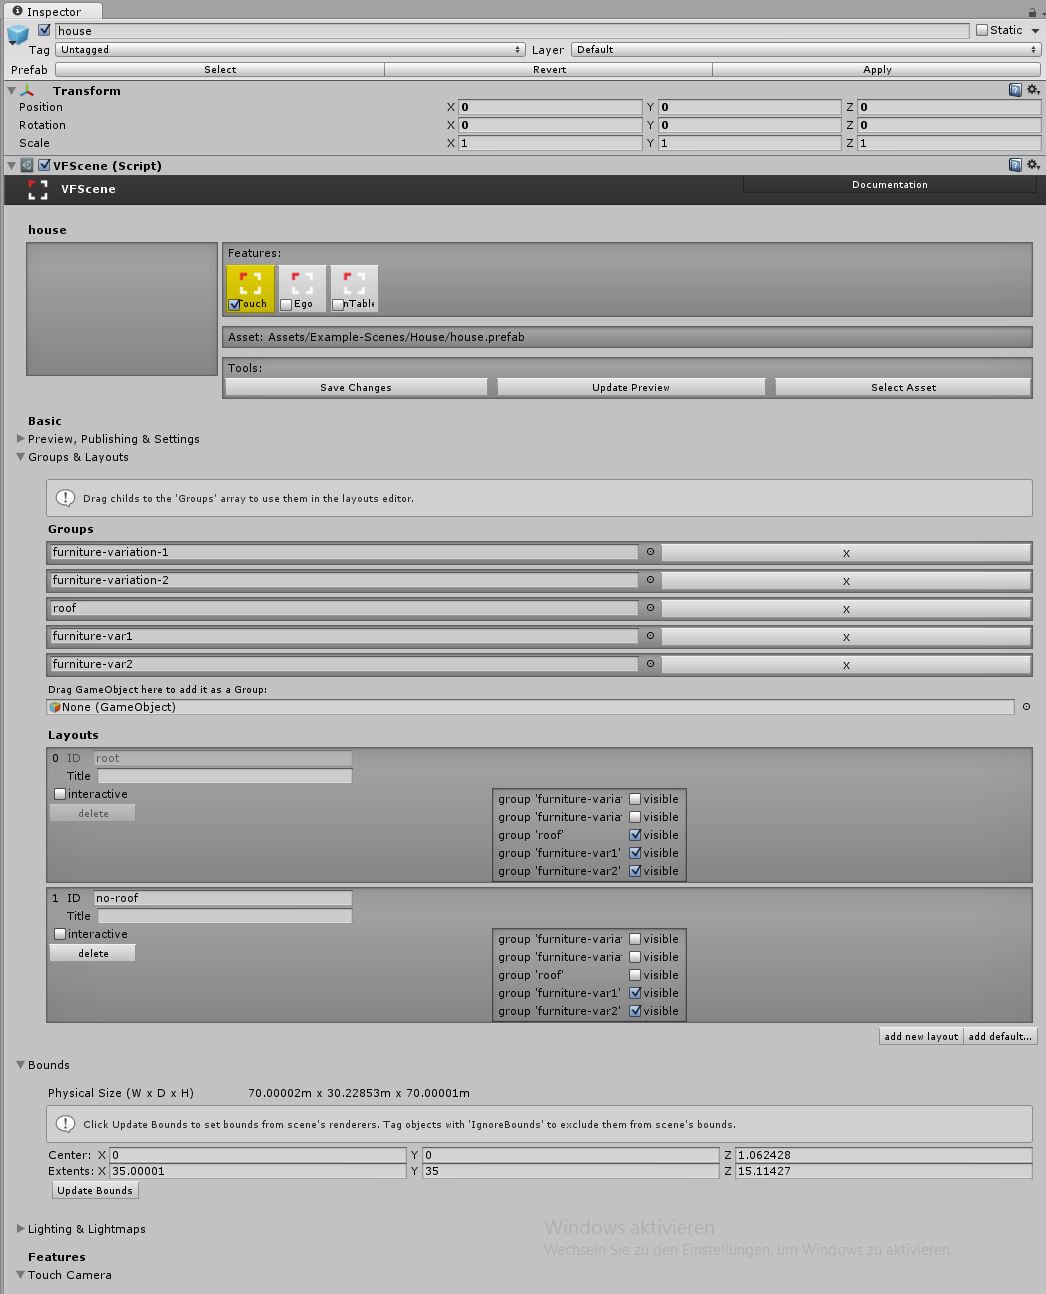 Inspector
house
Static
Tag Untagged Layer Default
Prefab Select Revert Apply
Transform
Position X 0 Y 0 Z 0
Rotation X 0 Y 0 Z 0
Scale X 1 Y 1 Z 1
VFScene (Script)
VFScene Documentation
house
Features:
Touch Ego nTable
Asset: Assets/Example-Scenes/House/house.prefab
Tools:
Save Changes Update Preview Select Asset
Basic
Preview, Publishing & Settings
Groups & Layouts
Drag childs to the 'Groups' array to use them in the layouts editor.
Groups
furniture-variation-1 x
furniture-variation-2 x
roof x
furniture-var1 x
furniture-var2 x
Drag GameObject here to add it as a Group:
None (GameObject)
Layouts
0 ID root
Title
interactive
delete
group 'furniture-varia visible
group 'furniture-varia visible
group 'roof' visible
group 'furniture-var1' visible
group 'furniture-var2' visible
1 ID no-roof
Title
interactive
delete
group 'furniture-varia visible
group 'furniture-varia visible
group 'roof' visible
group 'furniture-var1' visible
group 'furniture-var2' visible
add new layout add default...
Bounds
Physical Size (W x D x H) 70.00002m x 30.22853m x 70.00001m
Click Update Bounds to set bounds from scene's renderers. Tag objects with 'IgnoreBounds' to exclude them from scene's bounds.
Center: X 0 Y 0 Z 1.062428
Extents: X 35.00001 Y 35 Z 15.11427
Update Bounds
Lighting & Lightmaps
Windows aktivieren
Wechseln Sie zu den Einstellungen, um Windows zu aktivieren.
Features
Touch Camera